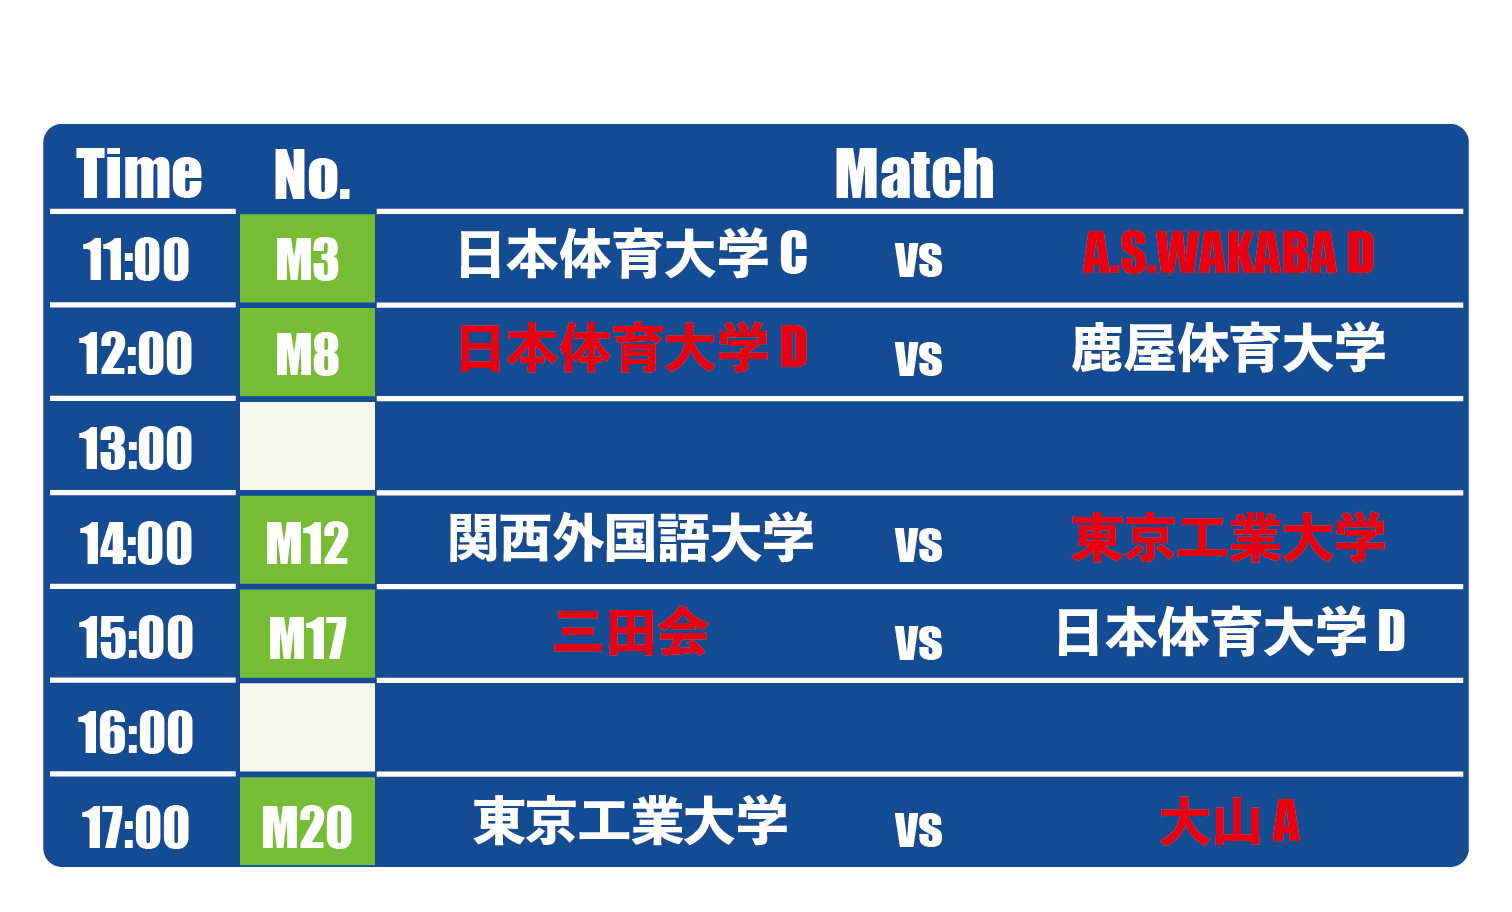 Time No. Match
11:00 M3 日本体育大学 C vs A.S.WAKABA D
12:00 M8 日本体育大学 D vs 鹿屋体育大学
13:00
14:00 M12 関西外国語大学 vs 東京工業大学
15:00 M17 三田会 vs 日本体育大学 D
16:00
17:00 M20 東京工業大学 vs 大山 A